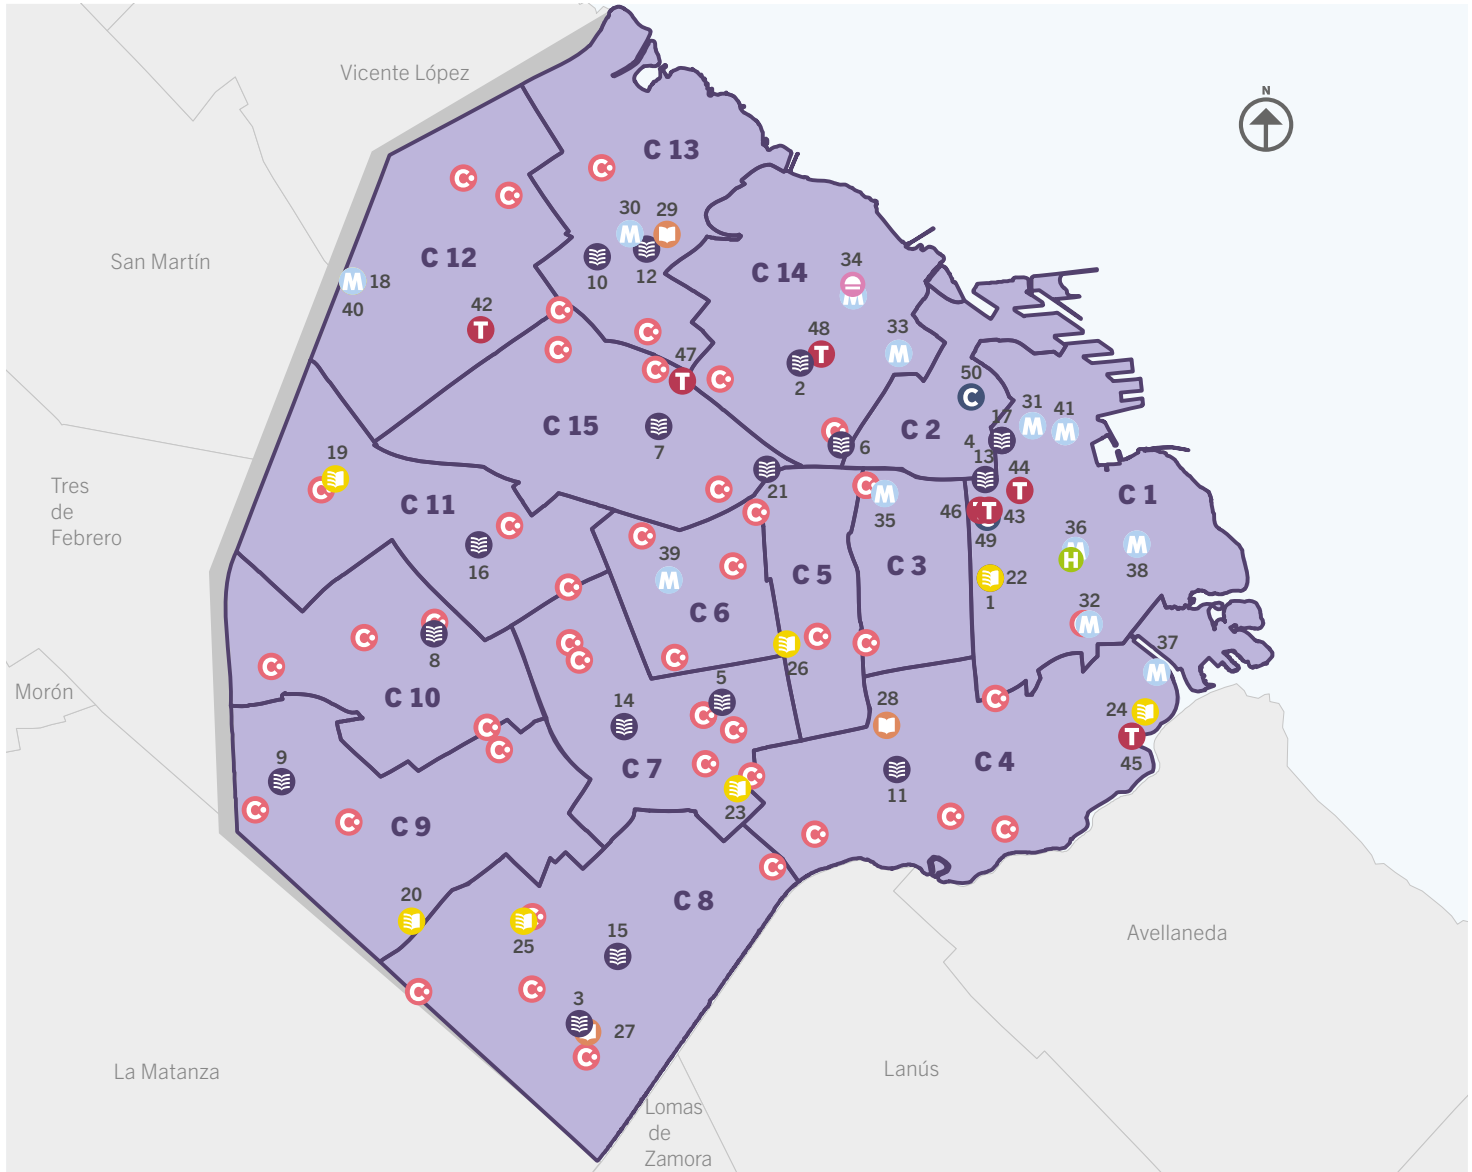 Vicente López
N
C 13
30
29
San Martín
C 12
10
12
C 14
34
M
M
M
18
40
42
T
33
M
48
T
47
T
2
50
C
17
31
M
41
M
C 15
7
C 2
4
13
6
19
Tres
de
Febrero
21
44
T
C 1
C 11
M
35
46
T
43
49
36
M
H
M
38
16
39
M
C 5
C 3
22
1
C 6
32
M
8
26
37
M
Morón
C 10
5
14
28
24
T
45
9
C 7
C 4
11
23
C 9
20
C 8
25
15
Avellaneda
3
27
La Matanza
Lanús
Lomas
de
Zamora